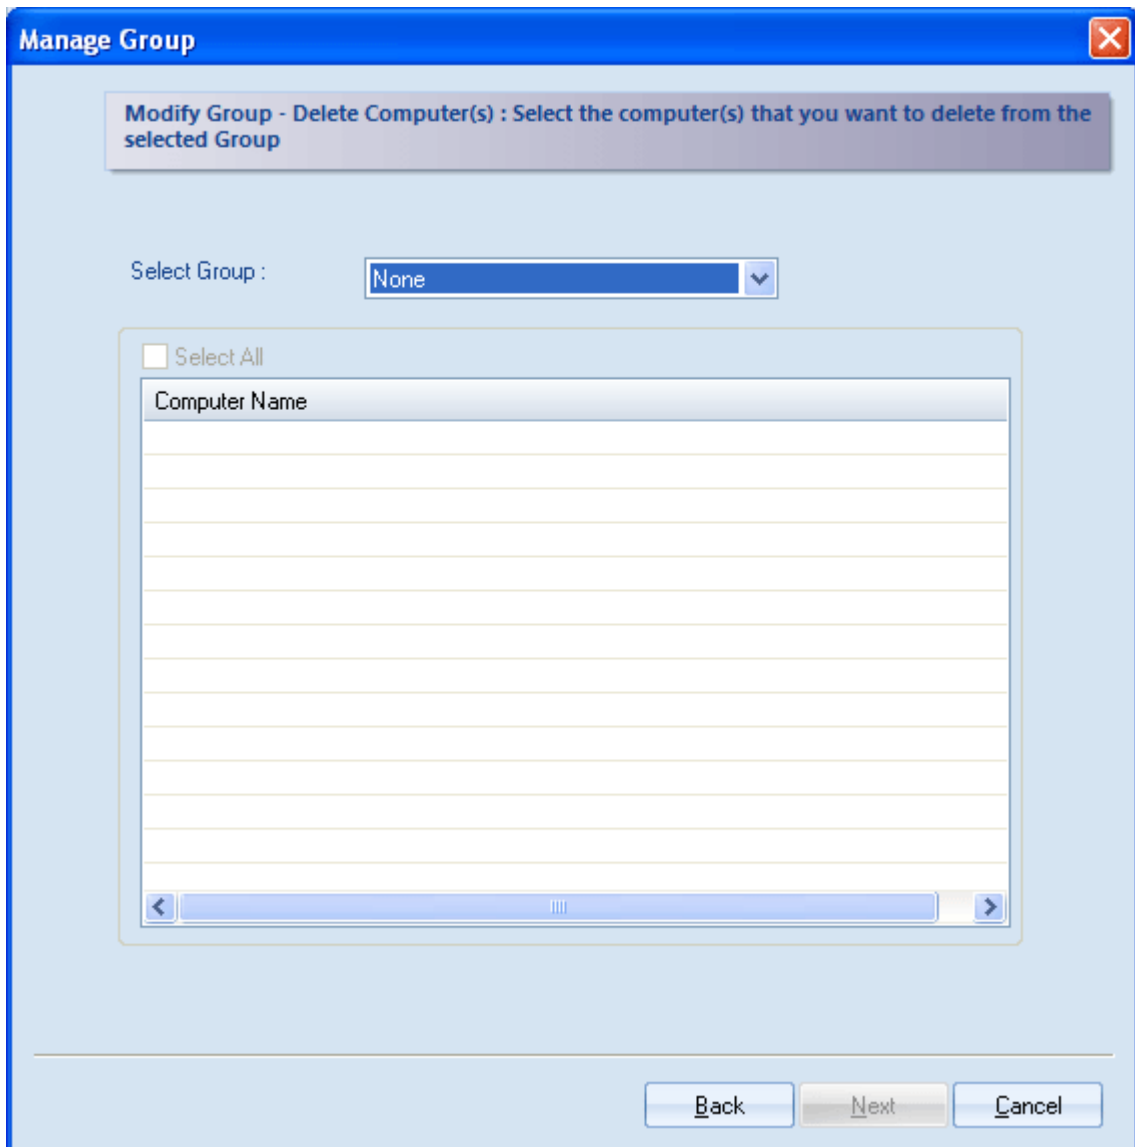 Manage Group
Modify Group - Delete Computer(s) : Select the computer(s) that you want to delete from the
selected Group
Select Group :
None
Select All
Computer Name
Back
Next
Cancel